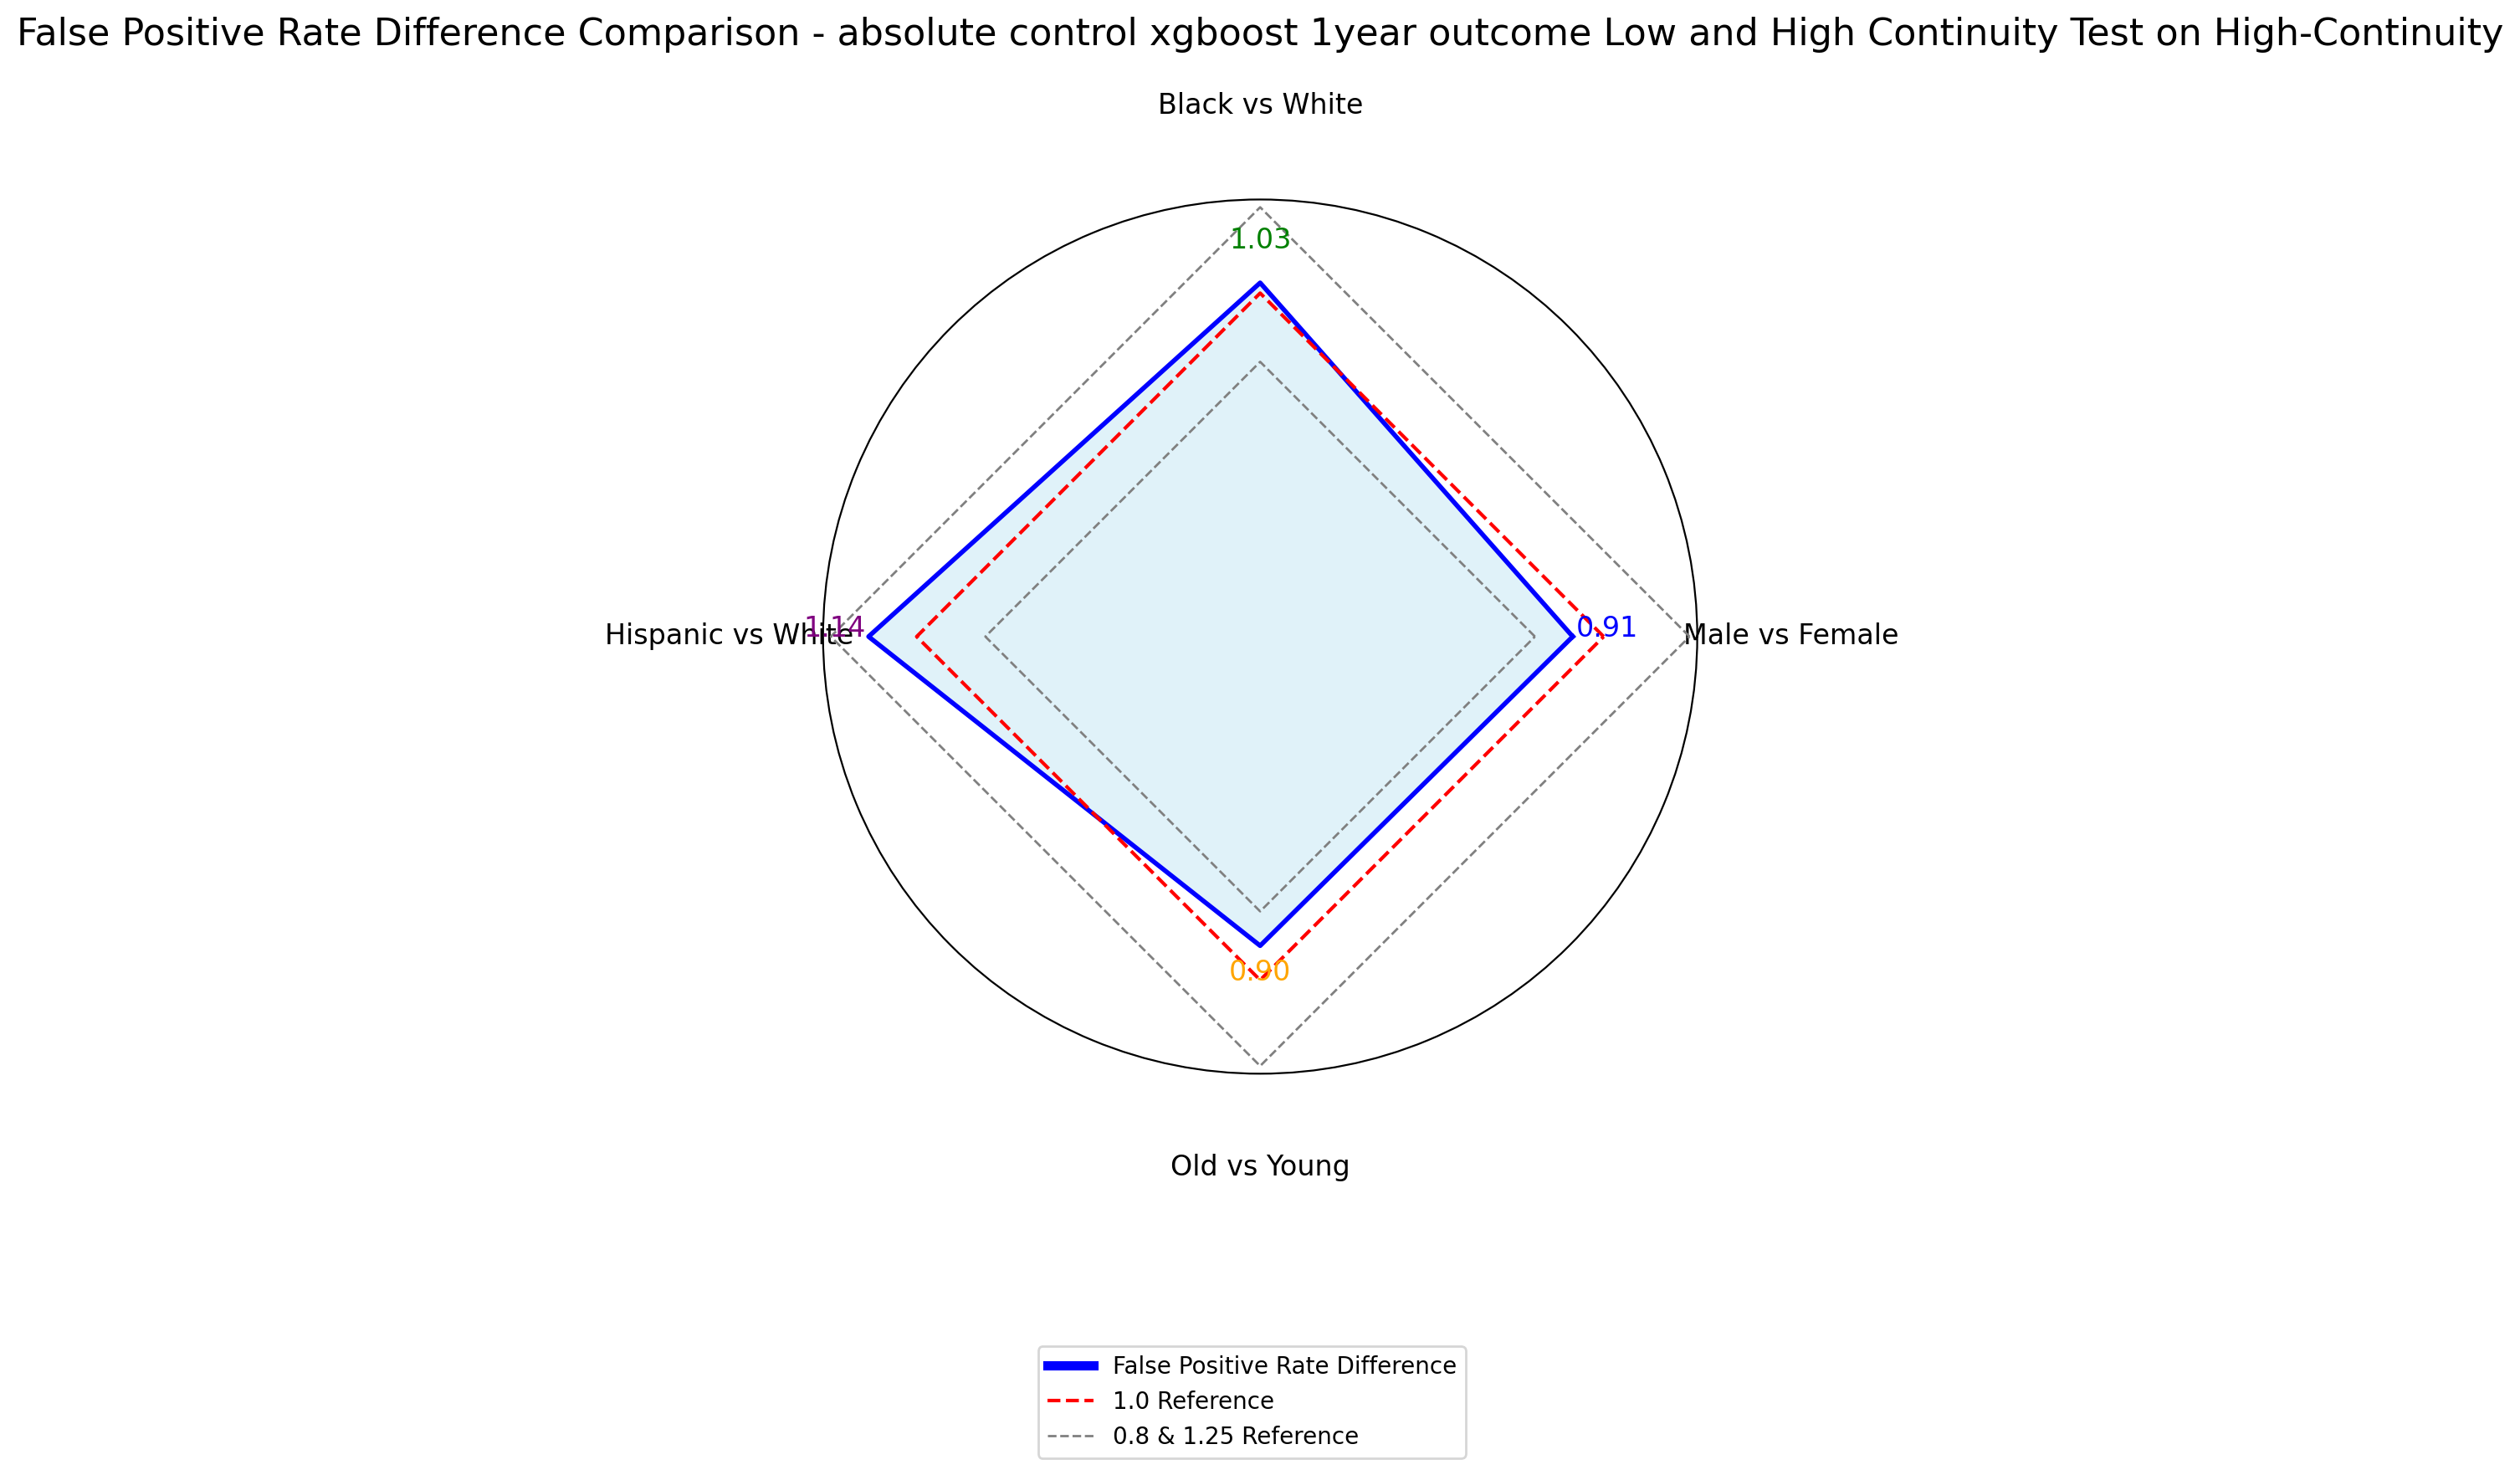 False Positive Rate Difference Comparison - absolute control xgboost 1year outcome Low and High Continuity Test on High-Continuity
Black vs White
1.03
Hispanic vs White
1.14
0.91
Male vs Female
0.90
Old vs Young
False Positive Rate Difference
1.0 Reference
0.8 & 1.25 Reference